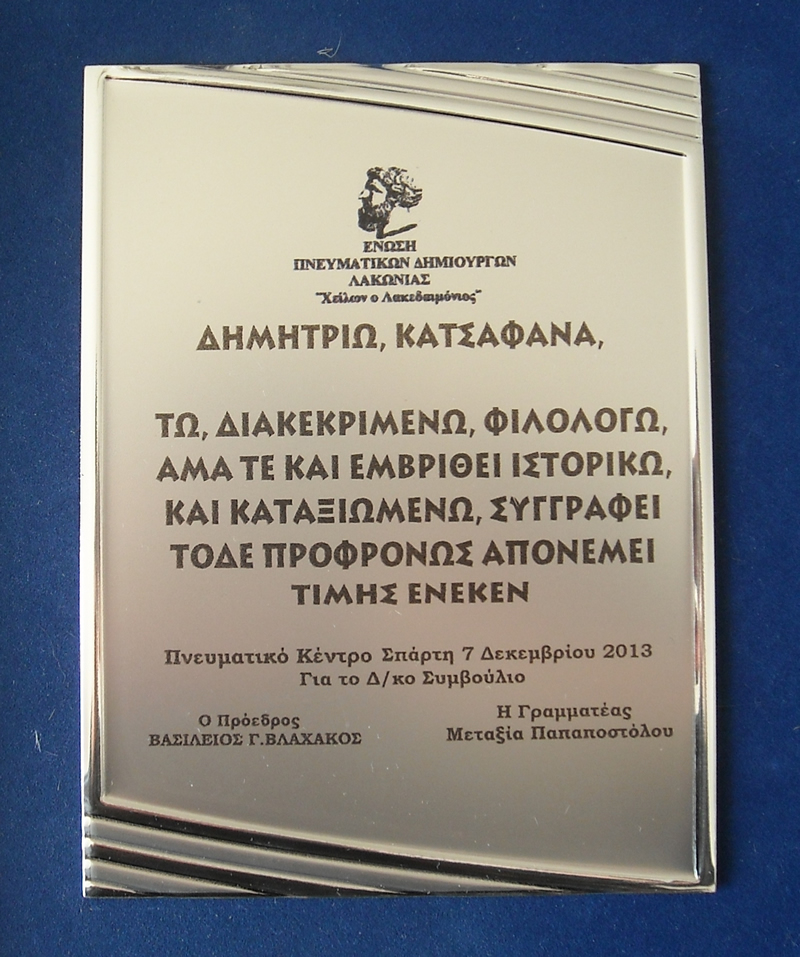 ΕΝΩΣΗ
ΠΝΕΥΜΑΤΙΚΩΝ ΔΗΜΙΟΥΡΓΩΝ
ΛΑΚΩΝΙΑΣ
"Χείλων ο Λακεδαιμόνιος"
ΔΗΜΗΤΡΙΩ, ΚΑΤΣΑΦΑΝΑ,
ΤΩ, ΔΙΑΚΕΚΡΙΜΕΝΩ, ΦΙΛΟΛΟΓΩ,
ΑΜΑ ΤΕ ΚΑΙ ΕΜΒΡΙΘΕΙ ΙΣΤΟΡΙΚΩ,
ΚΑΙ ΚΑΤΑΞΙΩΜΕΝΩ, ΣΥΓΓΡΑΦΕΙ
ΤΟΔΕ ΠΡΟΦΡΟΝΩΣ ΑΠΟΝΕΜΕΙ
ΤΙΜΗΣ ΕΝΕΚΕΝ
Πνευματικό Κέντρο Σπάρτη 7 Δεκεμβρίου 2013
Για το Δ/κο Συμβούλιο
Ο Πρόεδρος
ΒΑΣΙΛΕΙΟΣ Γ.ΒΛΑΧΑΚΟΣ
Η Γραμματέας
Μεταξία Παπαποστόλου